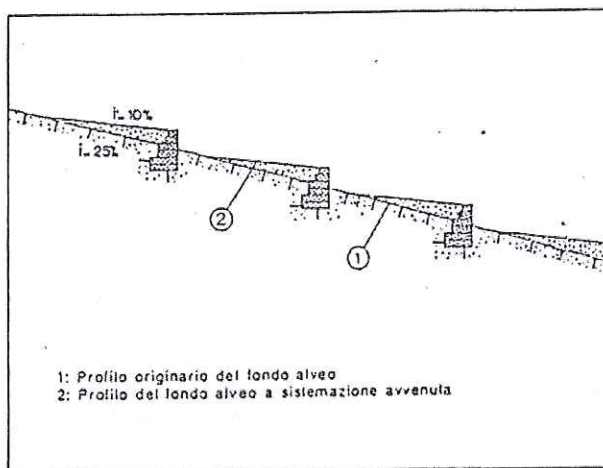 i= 10%
i= 25%
2
1
1: Profilo originario del fondo alveo
2: Profilo del fondo alveo a sistemazione avvenuta